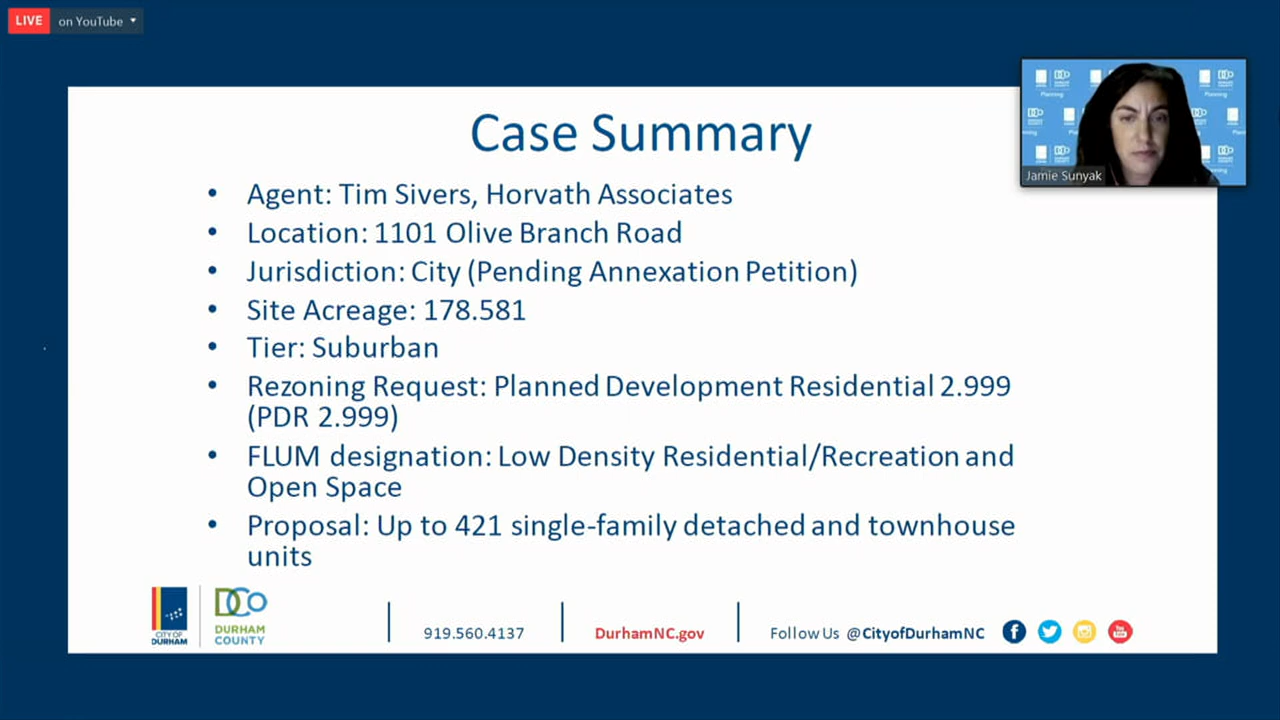 LIVE on YouTube
Case Summary
Jamie Sunyak
• Agent: Tim Sivers, Horvath Associates
• Location: 1101 Olive Branch Road
• Jurisdiction: City (Pending Annexation Petition)
• Site Acreage: 178.581
• Tier: Suburban
• Rezoning Request: Planned Development Residential 2.999
(PDR 2.999)
• FLUM designation: Low Density Residential/Recreation and
Open Space
• Proposal: Up to 421 single-family detached and townhouse
units
CITY OF
DURHAM
DCo
DURHAM
COUNTY
919.560.4137
DurhamNC.gov
Follow Us @CityofDurhamNC